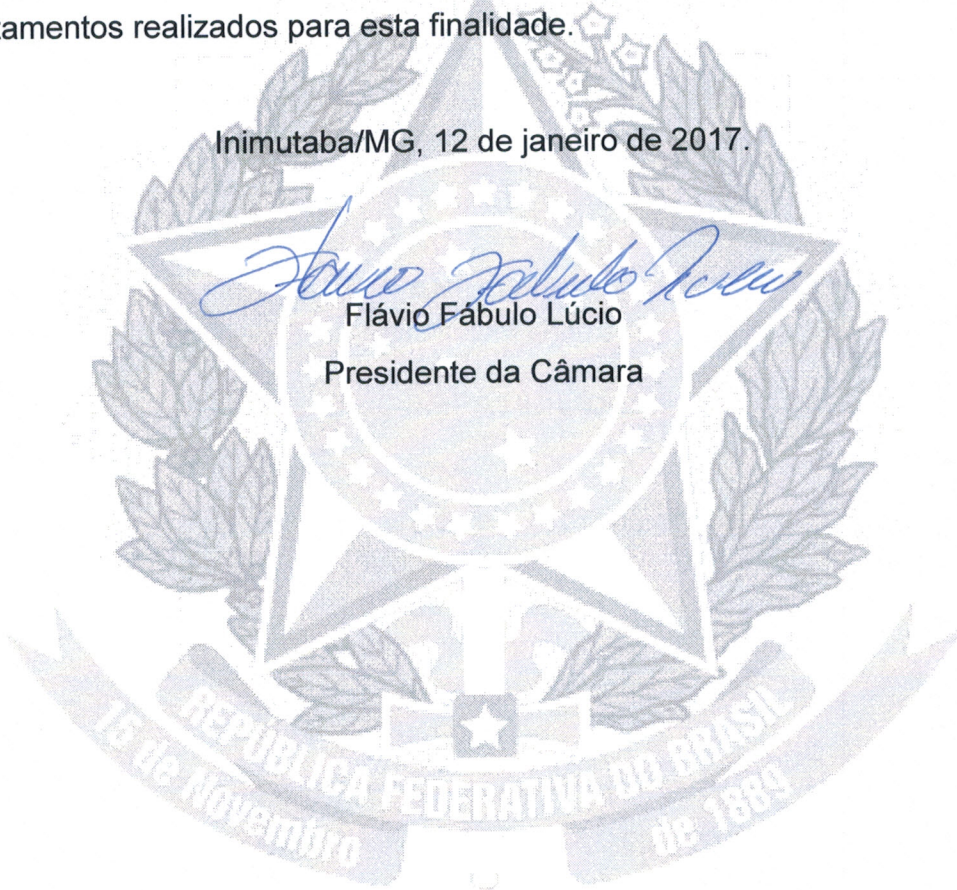 tamentos realizados para esta finalidade.
Inimutaba/MG, 12 de janeiro de 2017.
Flávio Fábulo Lúcio
Presidente da Câmara
REPÚBLICA FEDERATIVA DO BRASIL
15 de Novembro de 1889